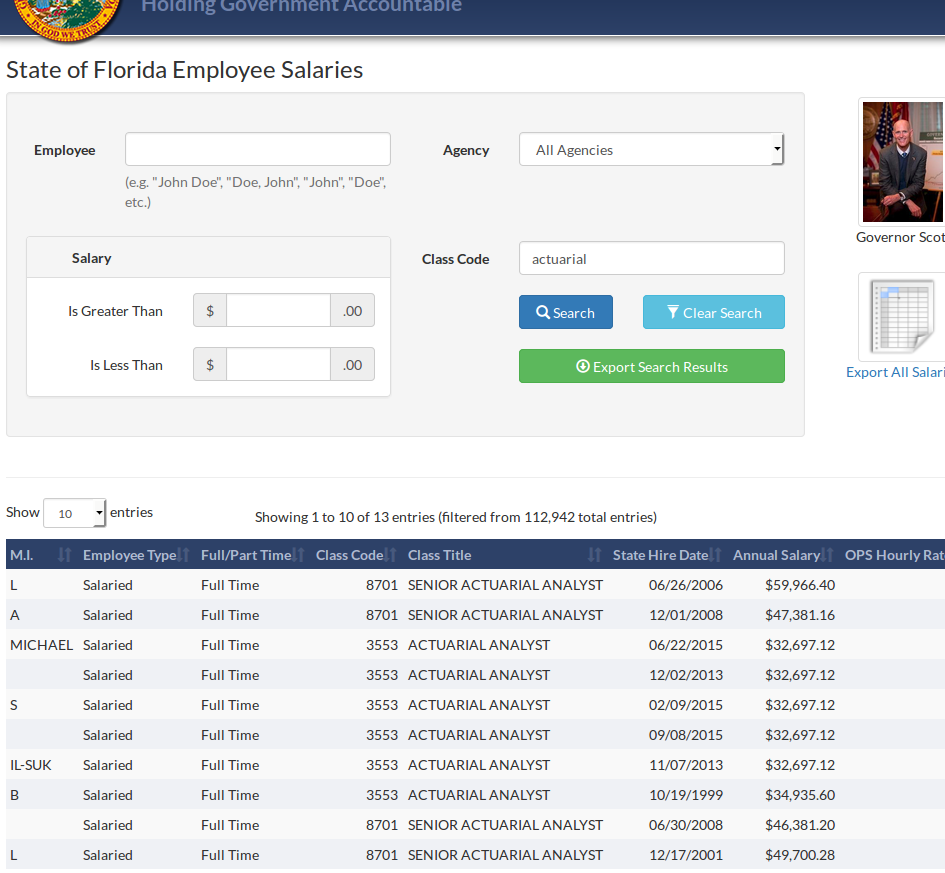 Holding Government Accountable
IN GOD WE TRUST
State of Florida Employee Salaries
Employee
Agency
All Agencies
(e.g. "John Doe", "Doe, John", "John", "Doe",
etc.)
Governor Scot
Salary
Class Code
actuarial
Is Greater Than
$
.00
Search
Clear Search
Is Less Than
$
.00
Export Search Results
Export All Salari
Show 10 entries
Showing 1 to 10 of 13 entries (filtered from 112,942 total entries)
M.I. Employee Type Full/Part Time Class Code Class Title State Hire Date Annual Salary OPS Hourly Rate
L Salaried Full Time 8701 SENIOR ACTUARIAL ANALYST 06/26/2006 $59,966.40
A Salaried Full Time 8701 SENIOR ACTUARIAL ANALYST 12/01/2008 $47,381.16
MICHAEL Salaried Full Time 3553 ACTUARIAL ANALYST 06/22/2015 $32,697.12
Salaried Full Time 3553 ACTUARIAL ANALYST 12/02/2013 $32,697.12
S Salaried Full Time 3553 ACTUARIAL ANALYST 02/09/2015 $32,697.12
Salaried Full Time 3553 ACTUARIAL ANALYST 09/08/2015 $32,697.12
IL-SUK Salaried Full Time 3553 ACTUARIAL ANALYST 11/07/2013 $32,697.12
B Salaried Full Time 3553 ACTUARIAL ANALYST 10/19/1999 $34,935.60
Salaried Full Time 8701 SENIOR ACTUARIAL ANALYST 06/30/2008 $46,381.20
L Salaried Full Time 8701 SENIOR ACTUARIAL ANALYST 12/17/2001 $49,700.28